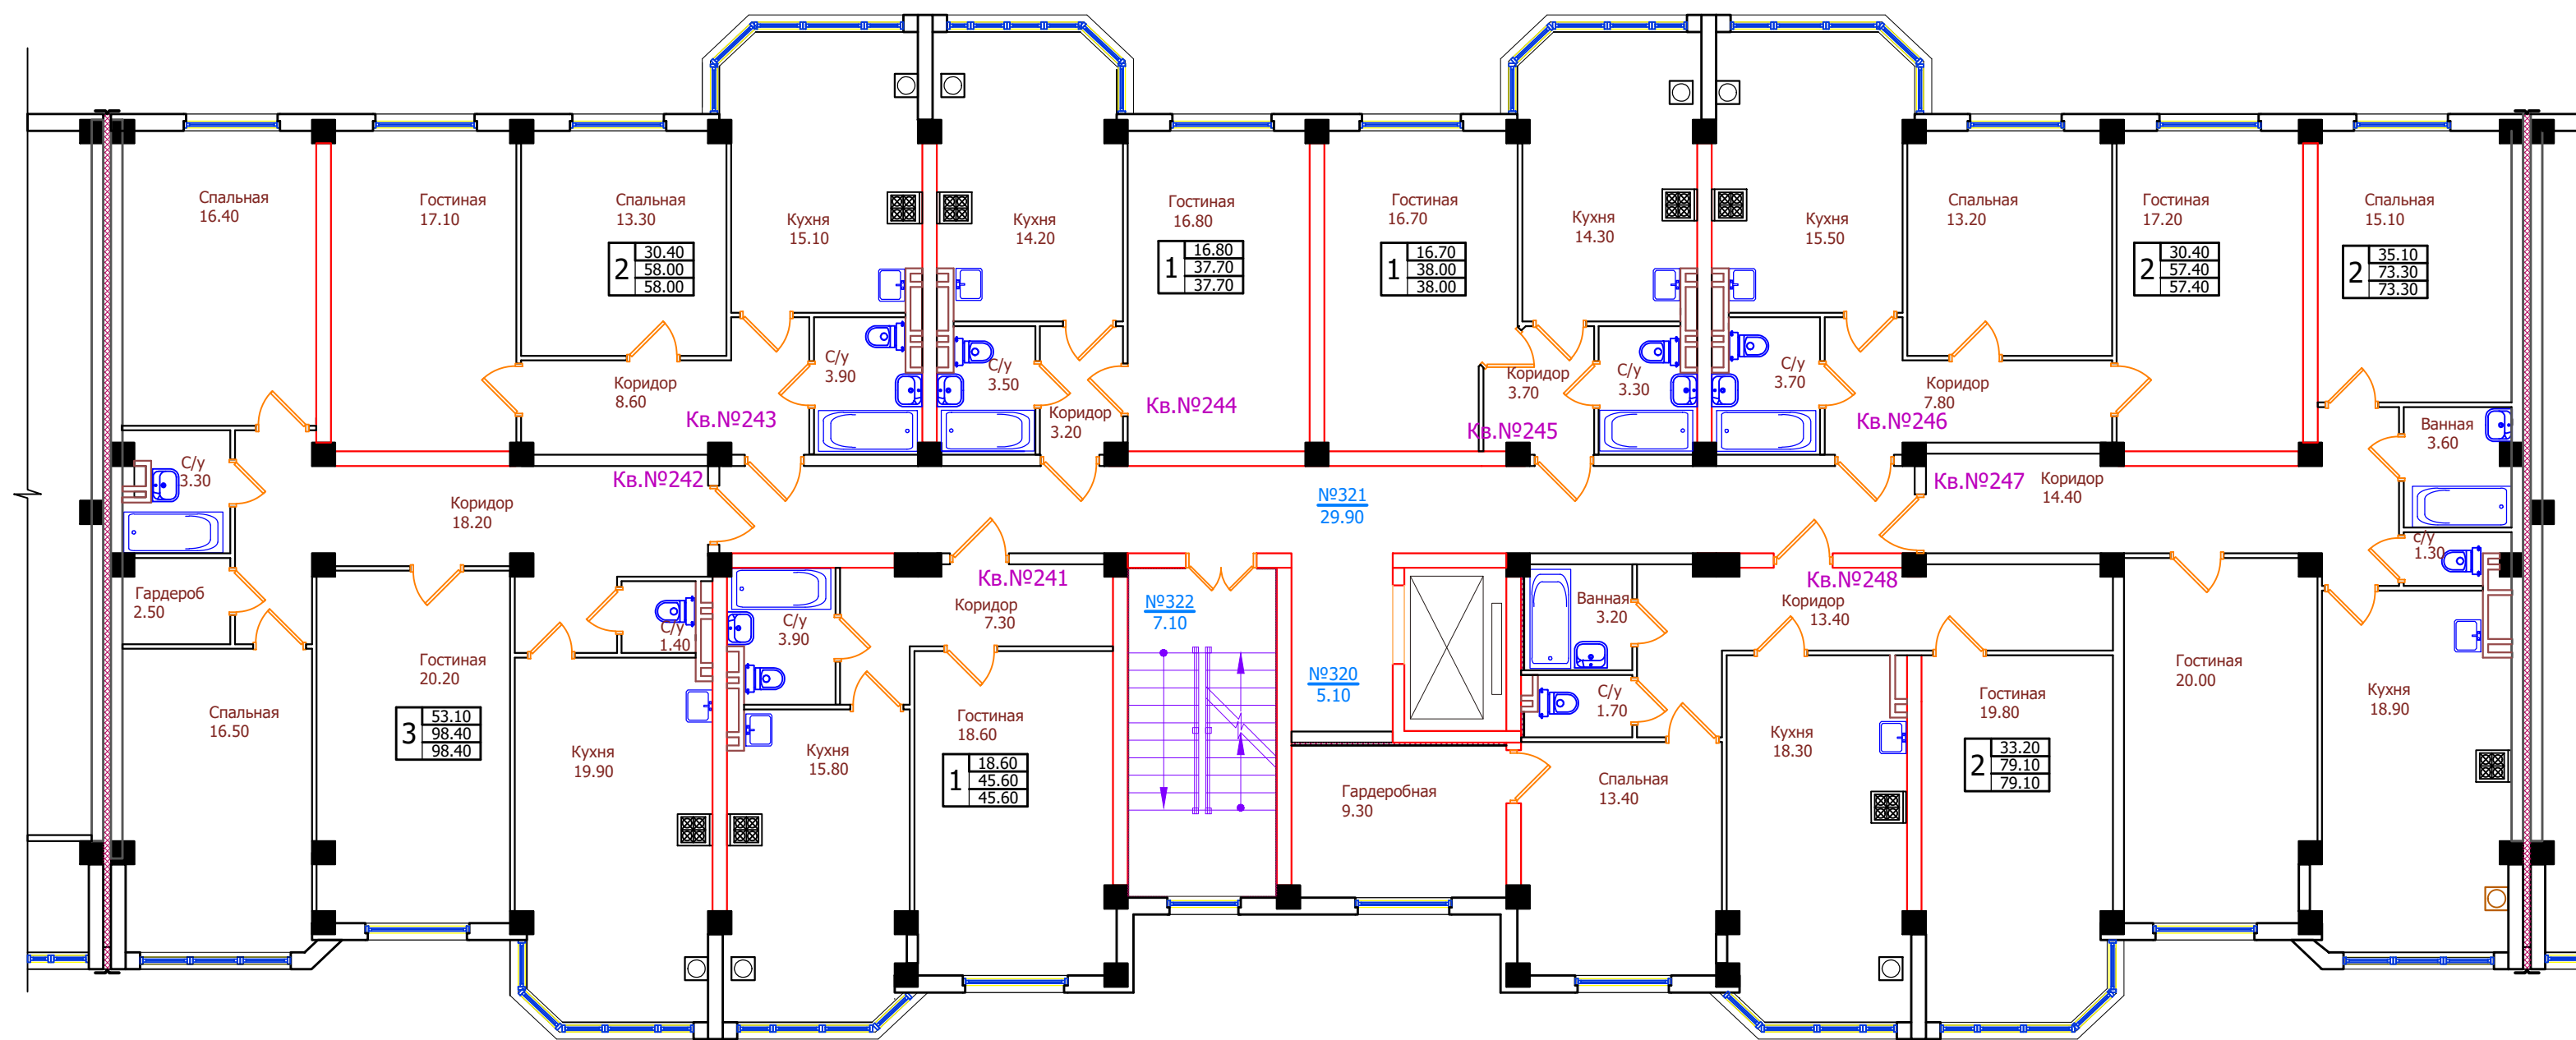 Спальная
16.40
Гостиная
17.10
Спальная
13.30
2
30.40
58.00
58.00
Кухня
15.10
Кухня
14.20
Гостиная
16.80
1
16.80
37.70
37.70
Гостиная
16.70
1
16.70
38.00
38.00
Кухня
14.30
Кухня
15.50
Спальная
13.20
Гостиная
17.20
2
30.40
57.40
57.40
Спальная
15.10
2
35.10
73.30
73.30
Коридор
8.60
Кв.№243
С/у
3.90
С/у
3.50
Коридор
3.20
Кв.№244
Коридор
3.70
Кв.№245
С/у
3.30
С/у
3.70
Кв.№246
Коридор
7.80
Ванная
3.60
С/у
3.30
Коридор
18.20
Кв.№242
№321
29.90
Кв.№247
Коридор
14.40
с/у
1.30
Гардероб
2.50
Спальная
16.50
Гостиная
20.20
3
53.10
98.40
98.40
С/у
1.40
Кухня
19.90
С/у
3.90
Кухня
15.80
Кв.№241
Коридор
7.30
Гостиная
18.60
1
18.60
45.60
45.60
№322
7.10
№320
5.10
Гардеробная
9.30
Ванная
3.20
С/у
1.70
Спальная
13.40
Кв.№248
Коридор
13.40
Кухня
18.30
Гостиная
19.80
2
33.20
79.10
79.10
Гостиная
20.00
Кухня
18.90